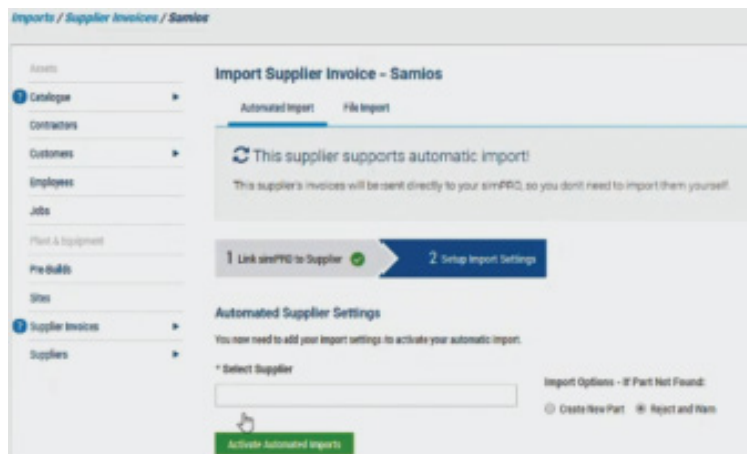 Imports / Supplier Invoices / Samios
Assets
Catalogue
Contractors
Customers
Employees
Jobs
Plant & Equipment
Pre-Builds
Sites
Supplier Invoices
Suppliers
Import Supplier Invoice - Samios
Automated Import File Import
This supplier supports automatic import!
This supplier's invoices will be sent directly to your simPRO, so you don't need to import them yourself.
1 Link simPRO to Supplier 2 Setup Import Settings
Automated Supplier Settings
You now need to add your import settings to activate your automatic import.
* Select Supplier
Import Options - If Part Not Found:
Create New Part Reject and Warn
Activate Automated Imports